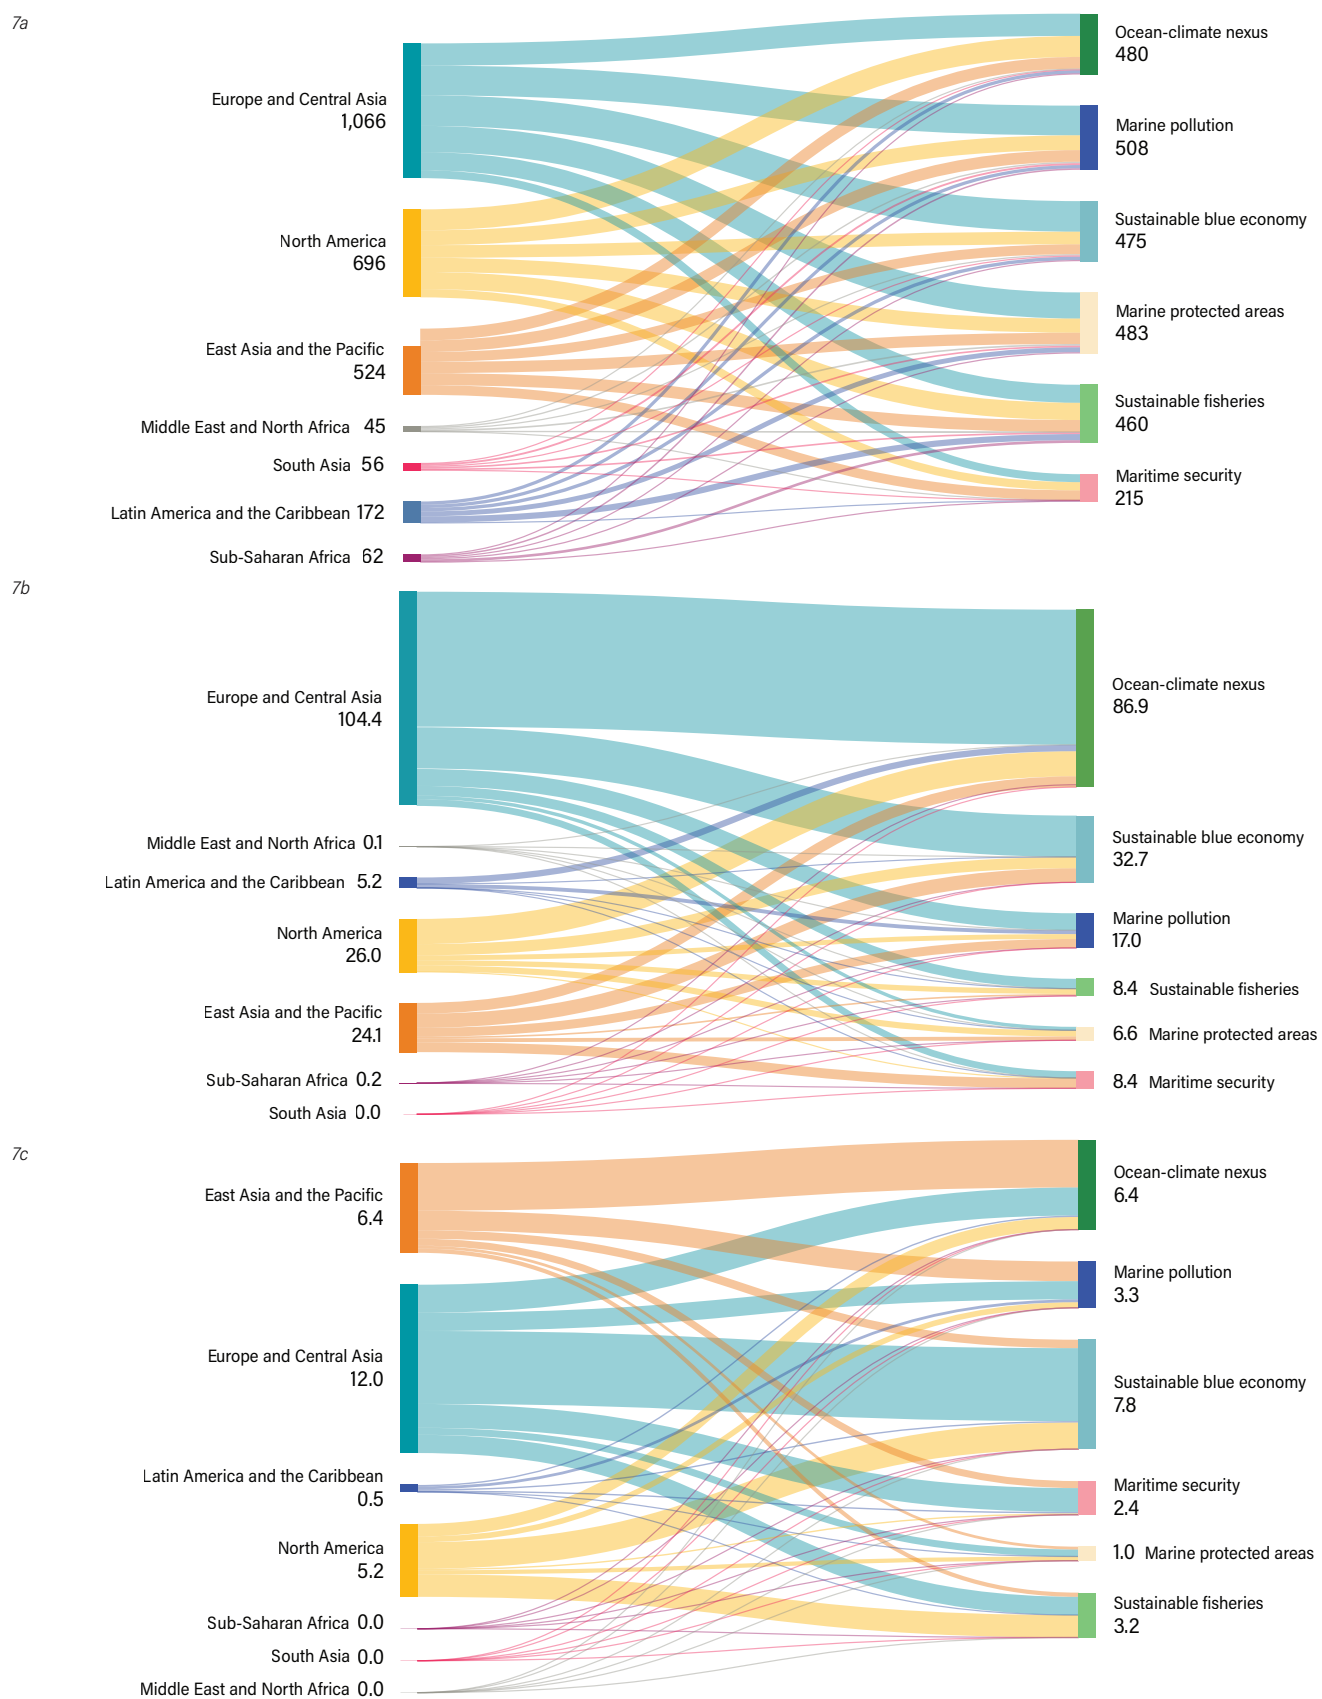 7a
Europe and Central Asia
1,066
North America
696
East Asia and the Pacific
524
Middle East and North Africa 45
South Asia 56
Latin America and the Caribbean 172
Sub-Saharan Africa 62
Ocean-climate nexus
480
Marine pollution
508
Sustainable blue economy
475
Marine protected areas
483
Sustainable fisheries
460
Maritime security
215
7b
Europe and Central Asia
104.4
Middle East and North Africa 0.1
Latin America and the Caribbean 5.2
North America
26.0
East Asia and the Pacific
24.1
Sub-Saharan Africa 0.2
South Asia 0.0
Ocean-climate nexus
86.9
Sustainable blue economy
32.7
Marine pollution
17.0
8.4 Sustainable fisheries
6.6 Marine protected areas
8.4 Maritime security
7c
East Asia and the Pacific
6.4
Europe and Central Asia
12.0
Latin America and the Caribbean
0.5
North America
5.2
Sub-Saharan Africa 0.0
South Asia 0.0
Middle East and North Africa 0.0
Ocean-climate nexus
6.4
Marine pollution
3.3
Sustainable blue economy
7.8
Maritime security
2.4
1.0 Marine protected areas
Sustainable fisheries
3.2